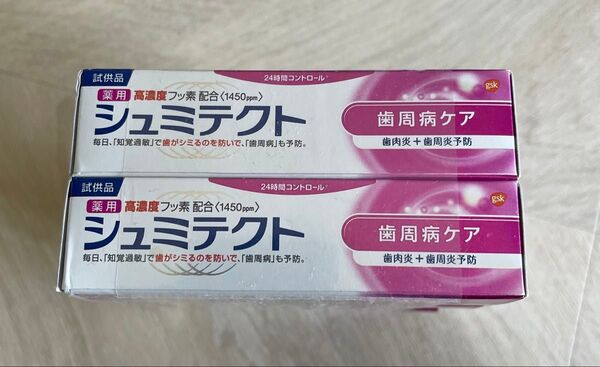 試供品
24時間コントロール*
gsk
薬用 高濃度フッ素 配合〈1450ppm〉
シュミテクト
歯周病ケア
毎日、「知覚過敏」で歯がシミるのを防いで、「歯周病」も予防。
歯肉炎+歯周炎予防
試供品
24時間コントロール*
gsk
薬用 高濃度フッ素 配合〈1450ppm〉
シュミテクト
歯周病ケア
毎日、「知覚過敏」で歯がシミるのを防いで、「歯周病」も予防。
歯肉炎+歯周炎予防